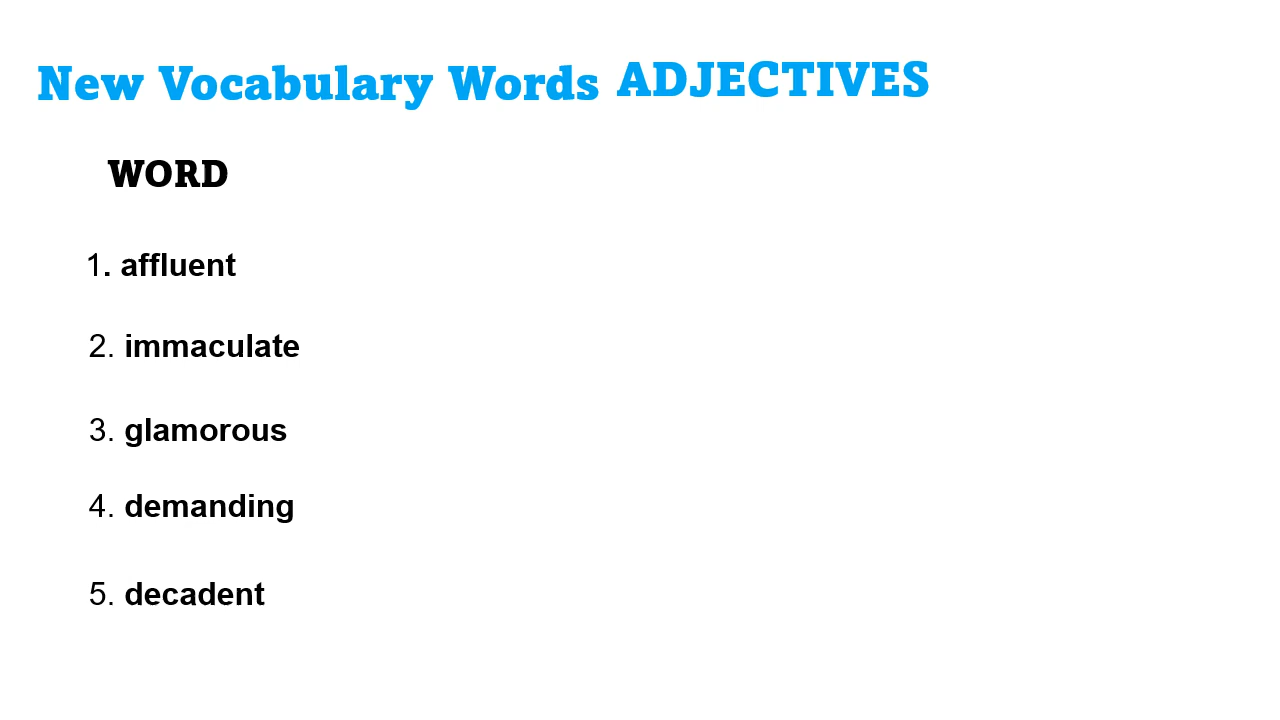 New Vocabulary Words ADJECTIVES
WORD
1. affluent
2. immaculate
3. glamorous
4. demanding
5. decadent